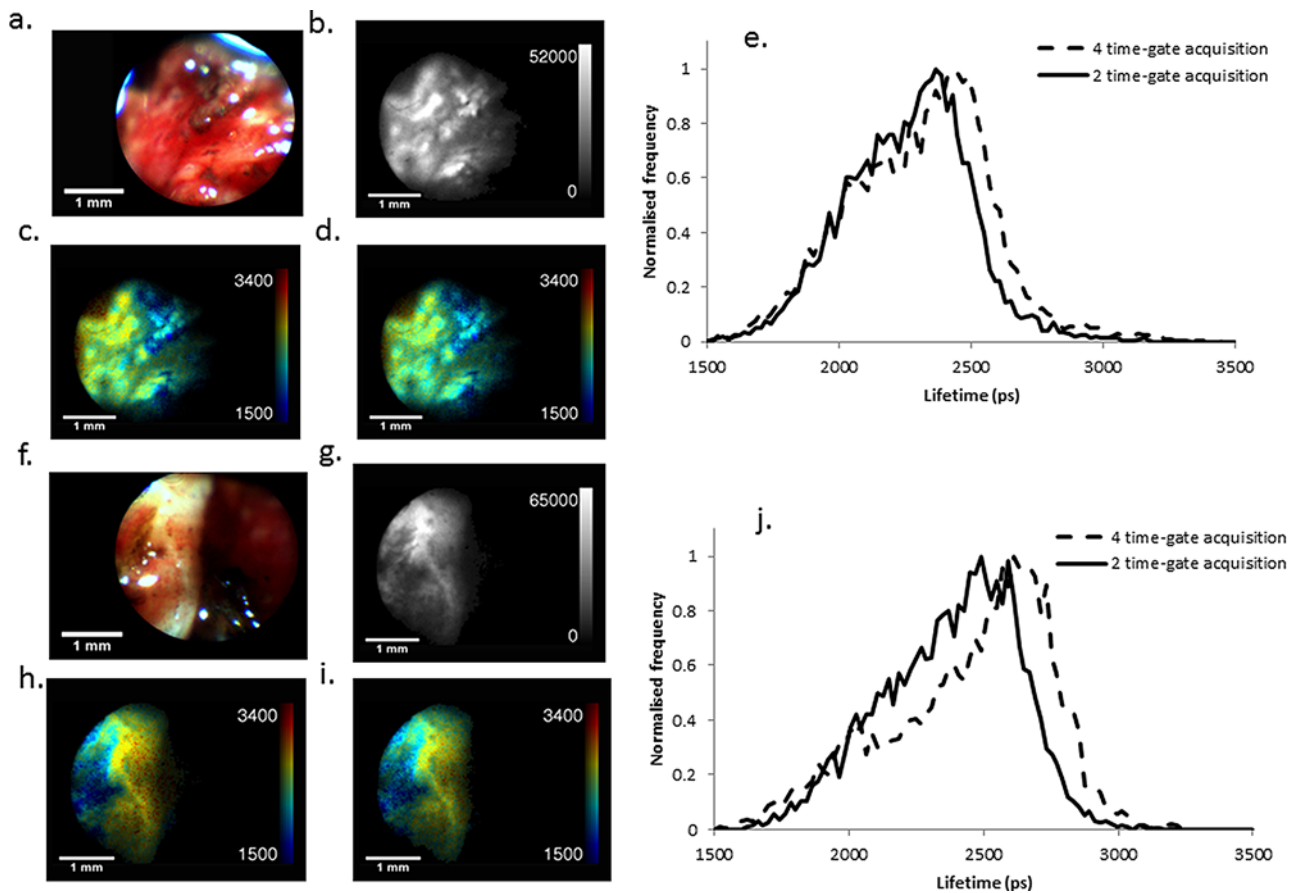 a.
1 mm
b.
52000
0
1 mm
c.
3400
1500
1 mm
d.
3400
1500
1 mm
e.
4 time-gate acquisition
2 time-gate acquisition
Normalised frequency
1
0.8
0.6
0.4
0.2
0
1500 2000 2500 3000 3500
Lifetime (ps)
f.
1 mm
g.
65000
0
1 mm
h.
3400
1500
1 mm
i.
3400
1500
1 mm
j.
4 time-gate acquisition
2 time-gate acquisition
Normalised frequency
1
0.8
0.6
0.4
0.2
0
1500 2000 2500 3000 3500
Lifetime (ps)